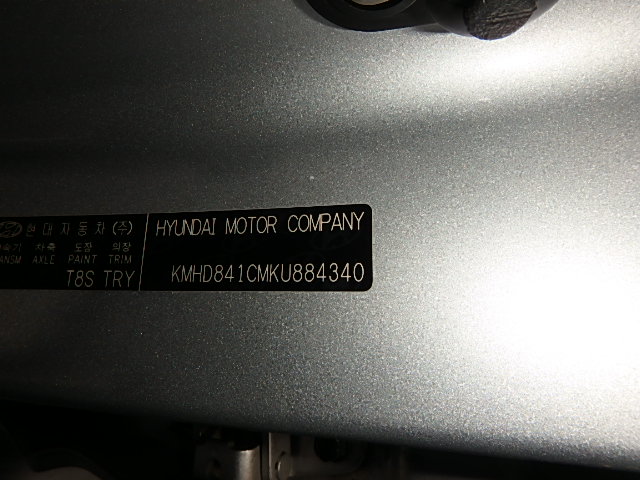 현대자동차(주)
차축 도장 의장
AXLE PAINT TRIM
T8S TRY
HYUNDAI MOTOR COMPANY
KMHD841CMKU884340